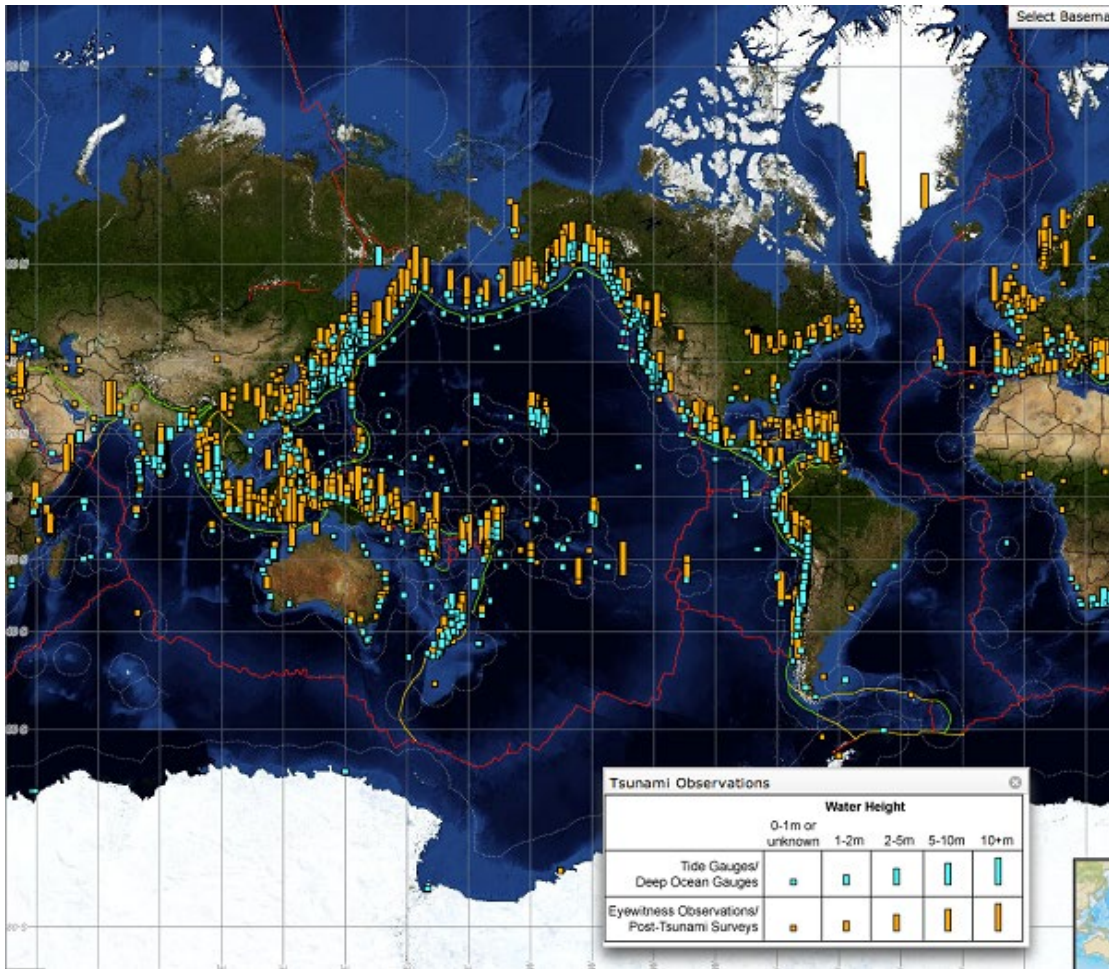 Select Basema
Tsunami Observations
Water Height
0-1m or
unknown
1-2m
2-5m
5-10m
10+m
Tide Gauges/
Deep Ocean Gauges
Eyewitness Observations/
Post-Tsunami Surveys